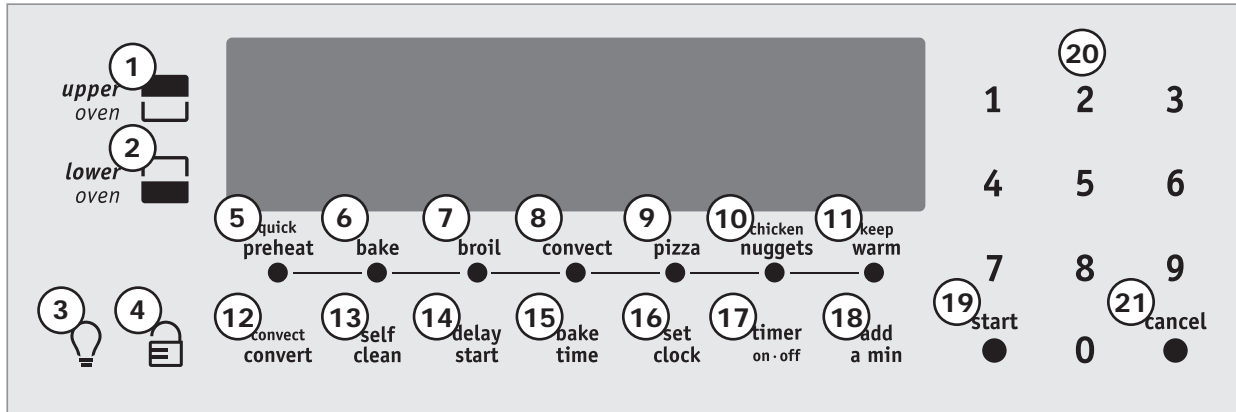 1
upper
oven
2
lower
oven
3
4
5
quick
preheat
6
bake
7
broil
8
convect
9
pizza
10
chicken
nuggets
11
keep
warm
12
convect
convert
13
self
clean
14
delay
start
15
bake
time
16
set
clock
17
timer
on·off
18
add
a min
20
1 2 3
4 5 6
7 8 9
19
start
0
21
cancel